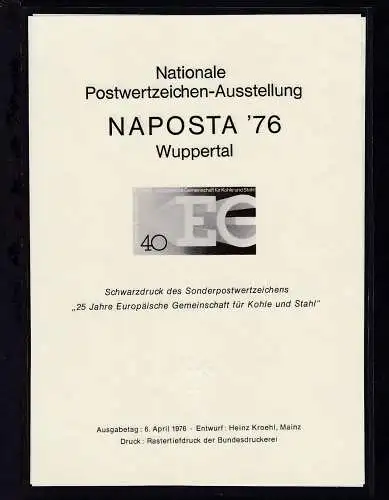 Nationale
Postwertzeichen-Ausstellung
NAPOSTA '76
Wuppertal
Gemeinschaft für Kohle und Stahl
EG
40
Schwarzdruck des Sonderpostwertzeichens
„25 Jahre Europäische Gemeinschaft für Kohle und Stahl"
Ausgabetag: 6. April 1976 · Entwurf: Heinz Kroehl, Mainz
Druck: Rastertiefdruck der Bundesdruckerei